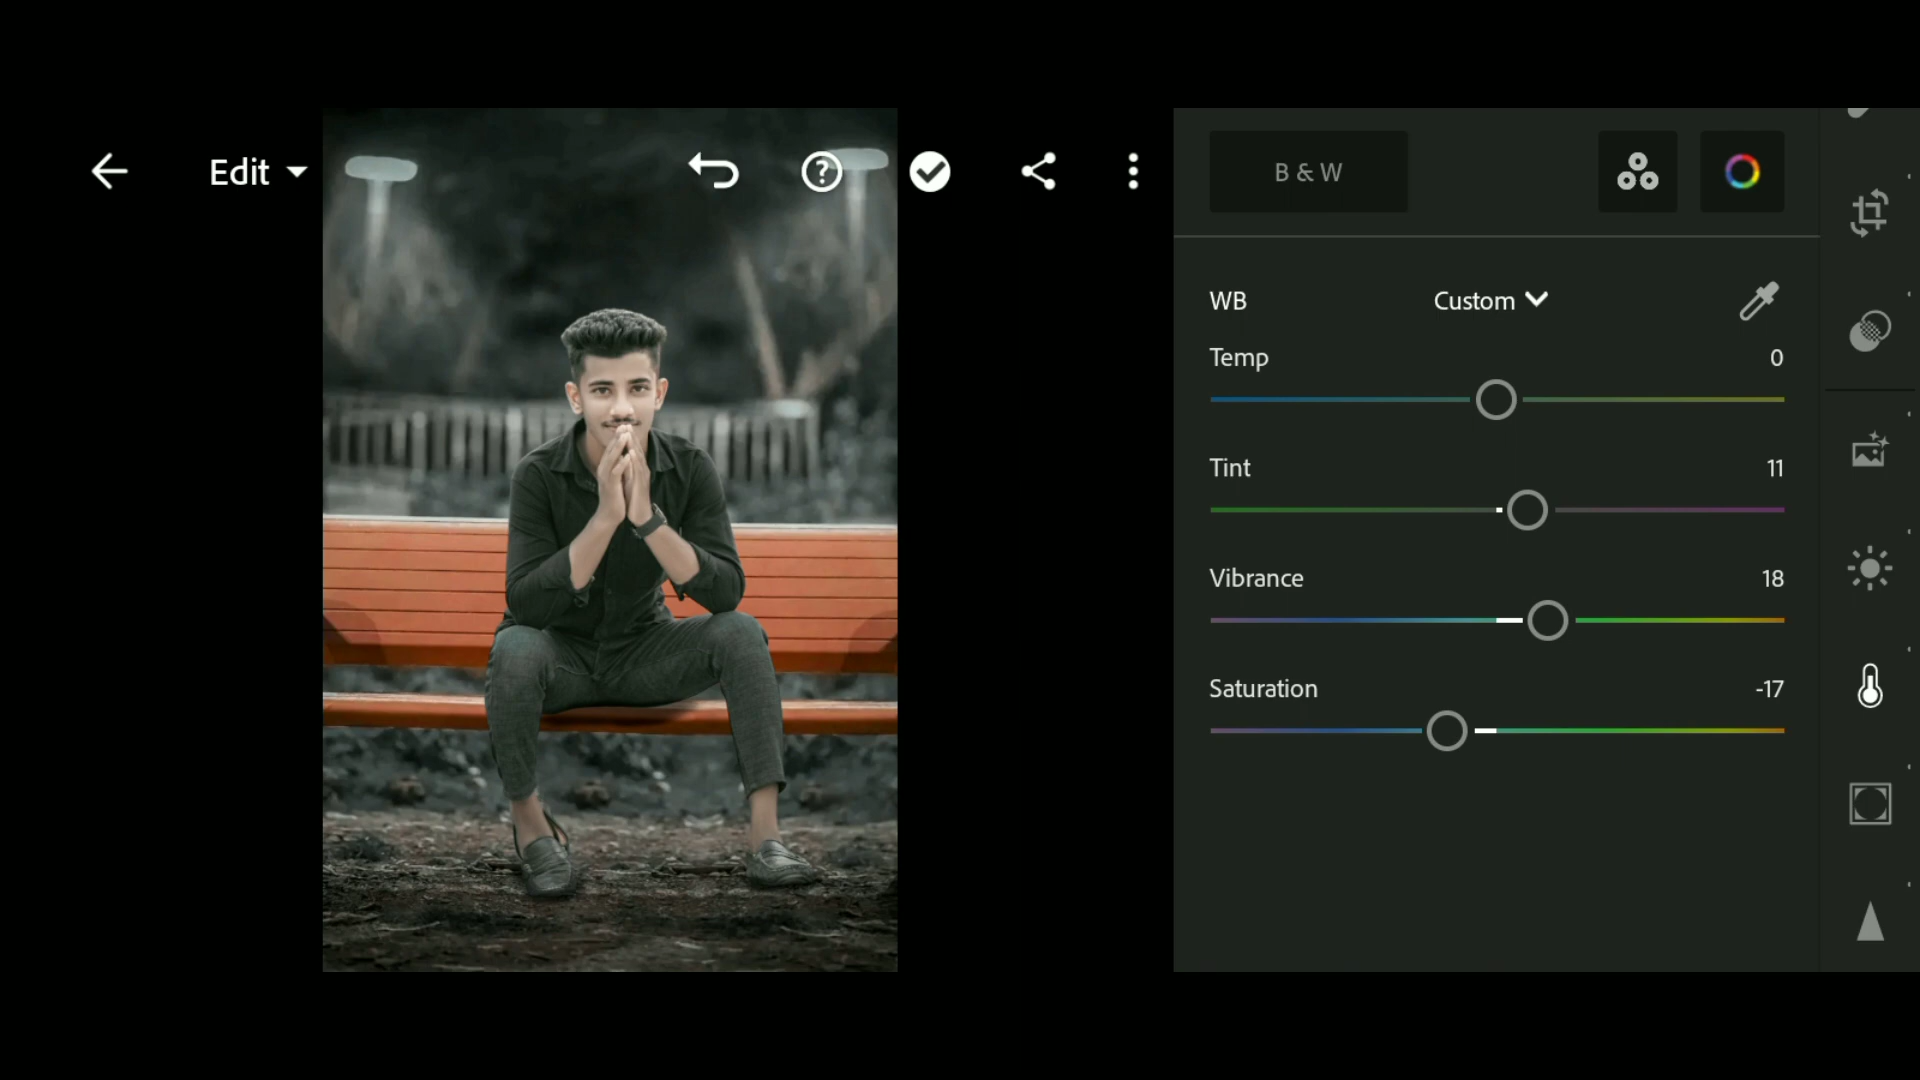 Edit
B & W
WB Custom
Temp 0
Tint 11
Vibrance 18
Saturation -17